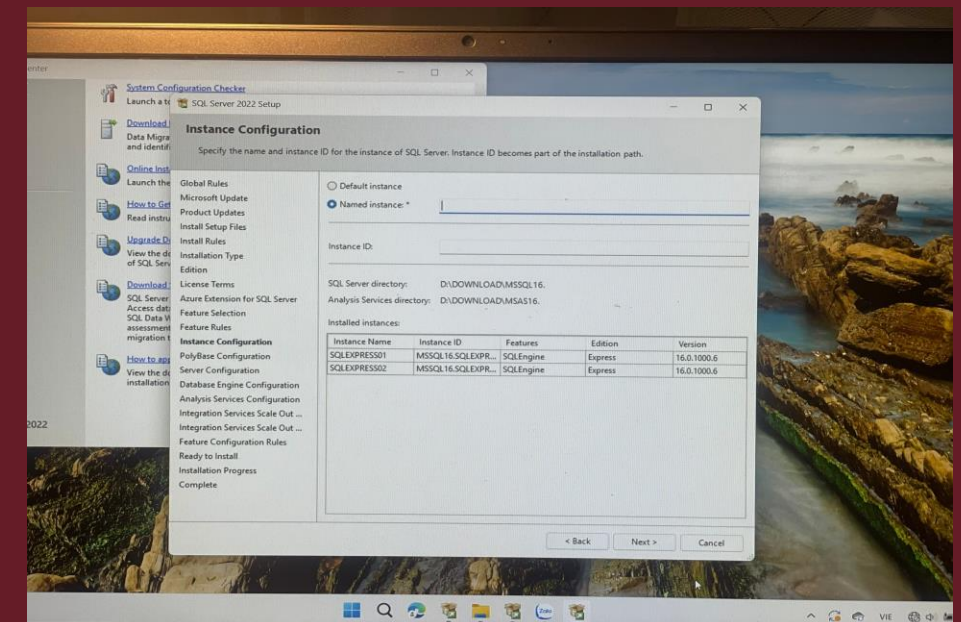 enter
System Configuration Checker
Launch a to
Download
Data Migra
and identif
Online Inst
Launch the
How to Get
Read instru
Upgrade D
View the do
of SQL Serv
Download
SQL Server
Access data
SQL Data V
assessment
migration t
How to app
View the do
installation
2022
SQL Server 2022 Setup
Instance Configuration
Specify the name and instance ID for the instance of SQL Server. Instance ID becomes part of the installation path.
Global Rules
Microsoft Update
Product Updates
Install Setup Files
Install Rules
Installation Type
Edition
License Terms
Azure Extension for SQL Server
Feature Selection
Feature Rules
Instance Configuration
PolyBase Configuration
Server Configuration
Database Engine Configuration
Analysis Services Configuration
Integration Services Scale Out ...
Integration Services Scale Out ...
Feature Configuration Rules
Ready to Install
Installation Progress
Complete
Default instance
Named instance: *
Instance ID:
SQL Server directory: D:\DOWNLOAD\MSSQL16.
Analysis Services directory: D:\DOWNLOAD\MSAS16.
Installed instances:
Instance Name Instance ID Features Edition Version
SQLEXPRESS01 MSSQL16.SQLEXPR... SQLEngine Express 16.0.1000.6
SQLEXPRESS02 MSSQL16.SQLEXPR... SQLEngine Express 16.0.1000.6
< Back Next > Cancel
Zalo
VIE